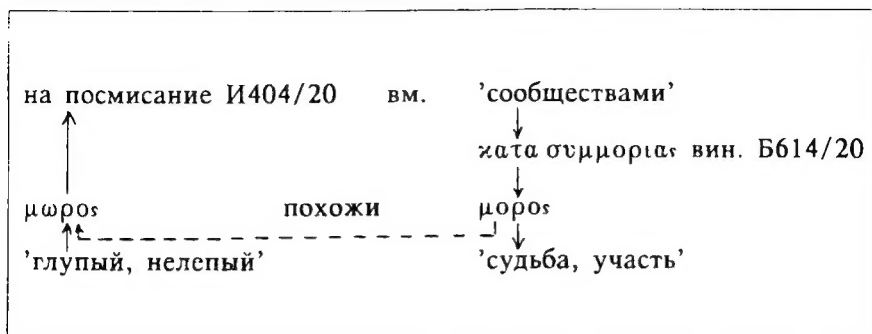 на посмисание И404/20 вм. 'сообществами'
ϰατα συμμοριας вин. Б614/20
μωρος похожи μορος
'глупый, нелепый' 'судьба, участь'